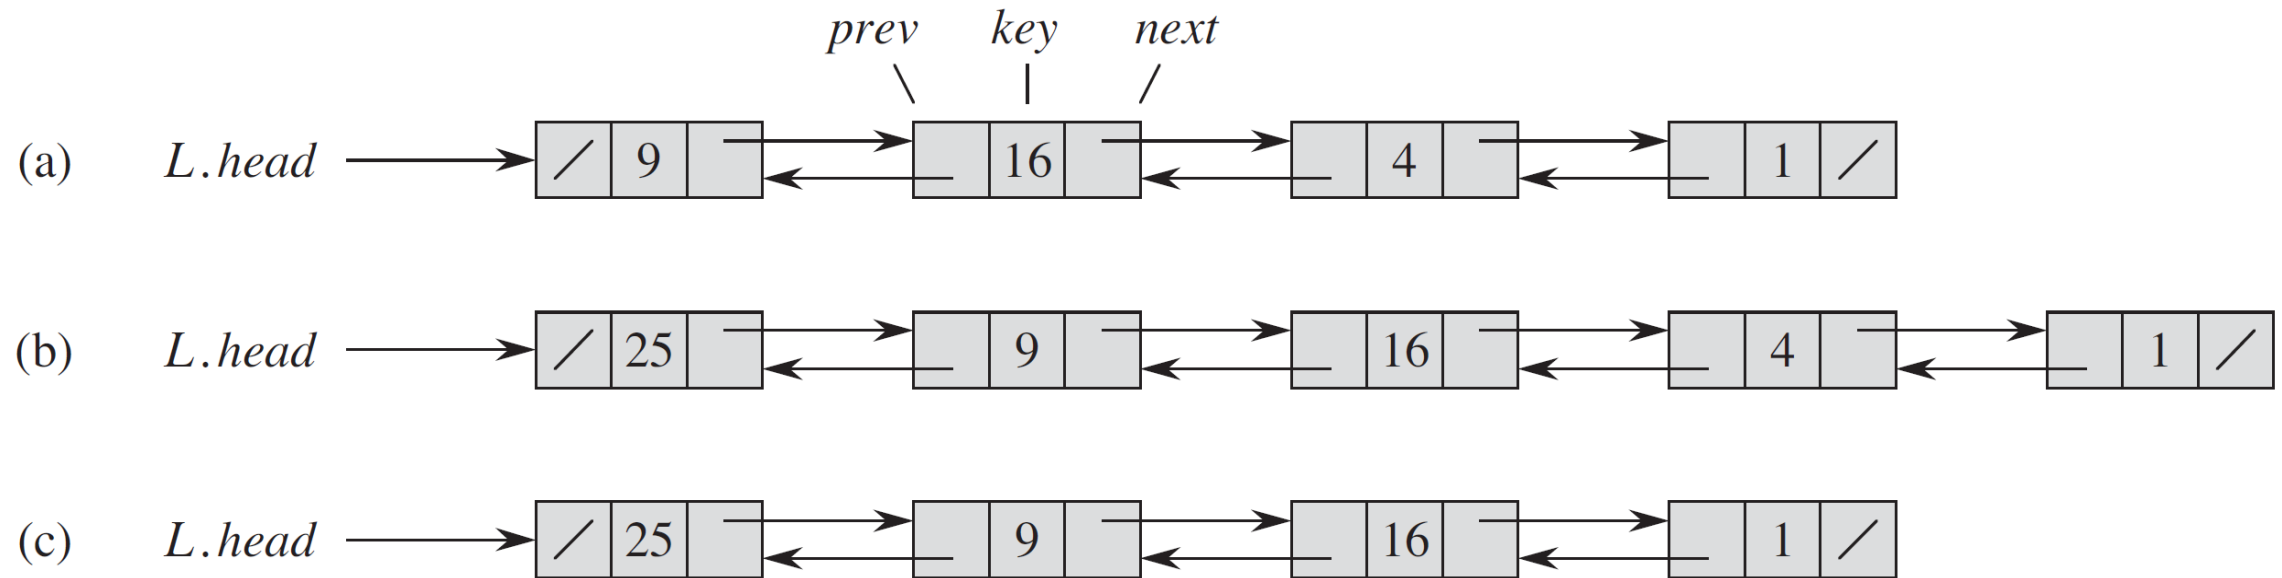 prev key next
(a) L.head / 9 16 4 1 /
(b) L.head / 25 9 16 4 1 /
(c) L.head / 25 9 16 1 /